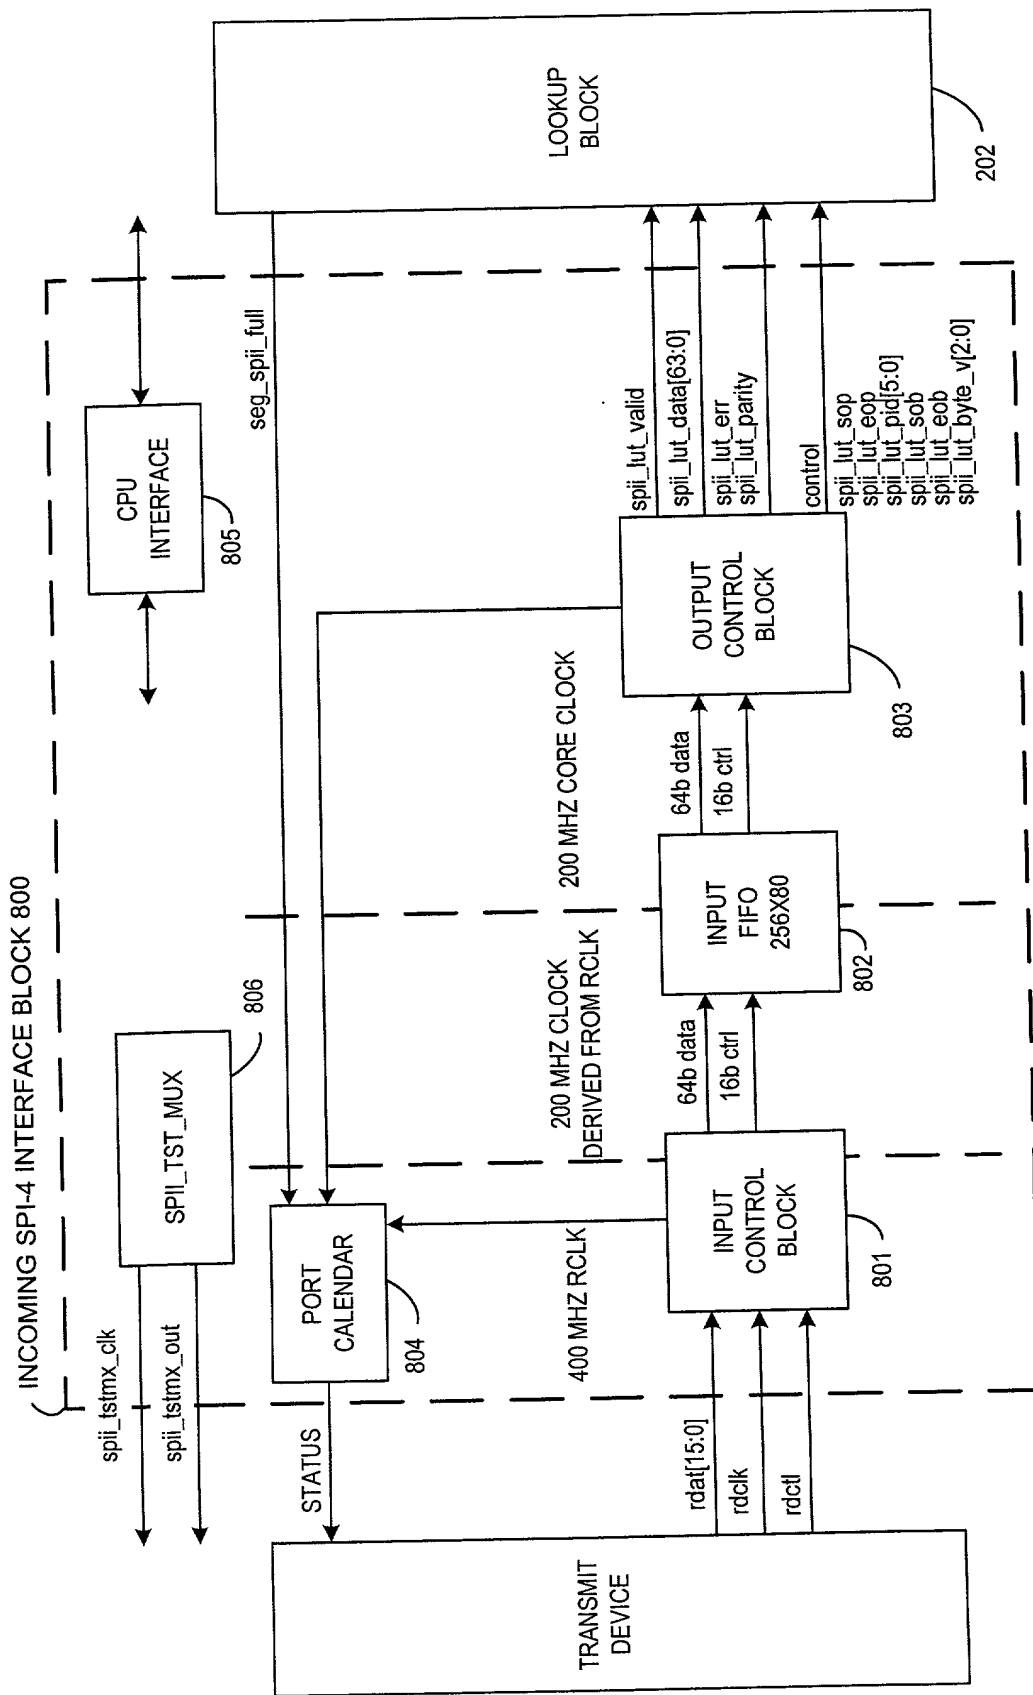 INCOMING SPI-4 INTERFACE BLOCK 800
spii_tstmx_clk
spii_tstmx_out
SPII_TST_MUX
806
CPU
INTERFACE
805
STATUS
PORT
CALENDAR
804
seg_spii_full
400 MHZ RCLK
200 MHZ CLOCK
DERIVED FROM RCLK
200 MHZ CORE CLOCK
TRANSMIT
DEVICE
rdat[15:0]
rdclk
rdctl
INPUT
CONTROL
BLOCK
801
64b data
16b ctrl
INPUT
FIFO
256X80
802
64b data
16b ctrl
OUTPUT
CONTROL
BLOCK
803
spii_lut_valid
spii_lut_data[63:0]
spii_lut_err
spii_lut_parity
control
spii_lut_sop
spii_lut_eop
spii_lut_pid[5:0]
spii_lut_sob
spii_lut_eob
spii_lut_byte_v[2:0]
LOOKUP
BLOCK
202